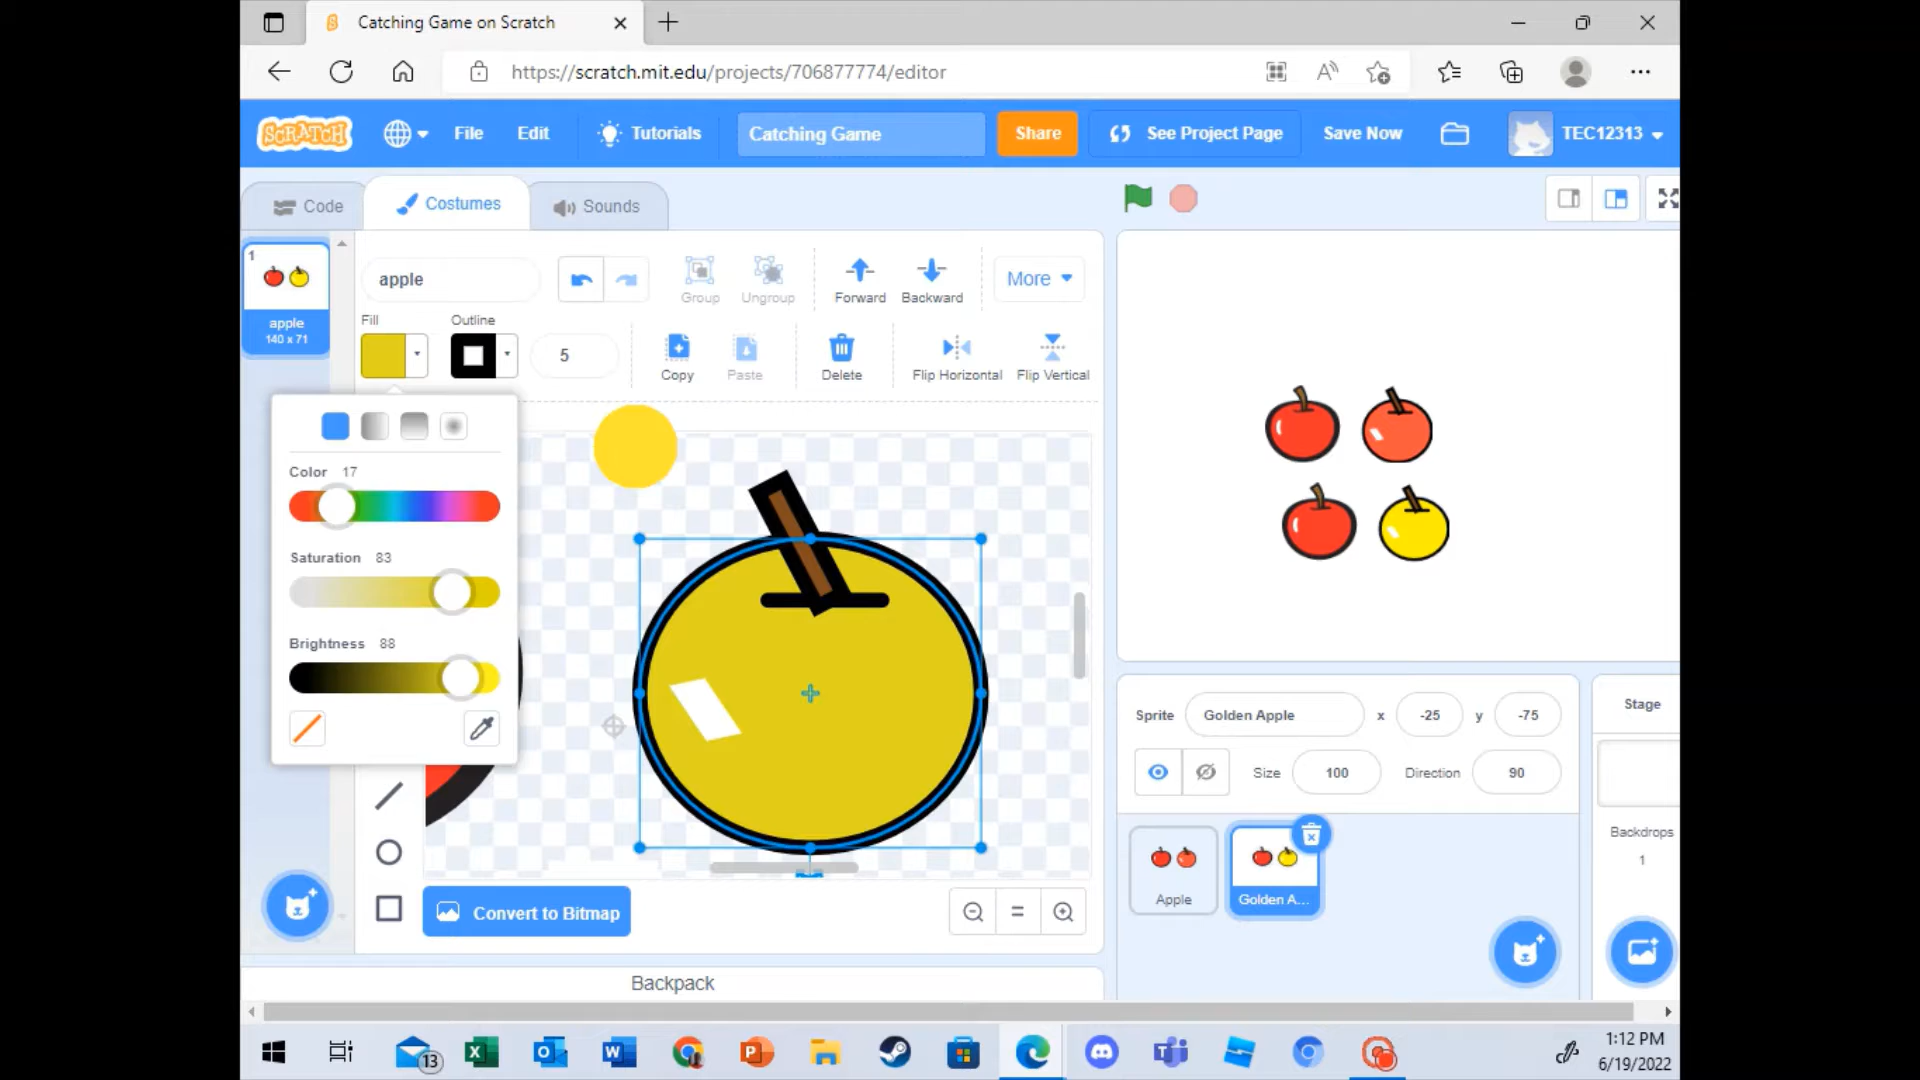 Catching Game on Scratch
https://scratch.mit.edu/projects/706877774/editor
SCRATCH
File
Edit
Tutorials
Catching Game
Share
See Project Page
Save Now
TEC12313
Code
Costumes
Sounds
1
apple
140 x 71
apple
Group
Ungroup
Forward
Backward
More
Fill
Outline
5
Copy
Paste
Delete
Flip Horizontal
Flip Vertical
Color 17
Saturation 83
Brightness 88
Convert to Bitmap
Backpack
Sprite
Golden Apple
x
-25
y
-75
Size
100
Direction
90
Stage
Backdrops
1
Apple
Golden A...
13
1:12 PM
6/19/2022